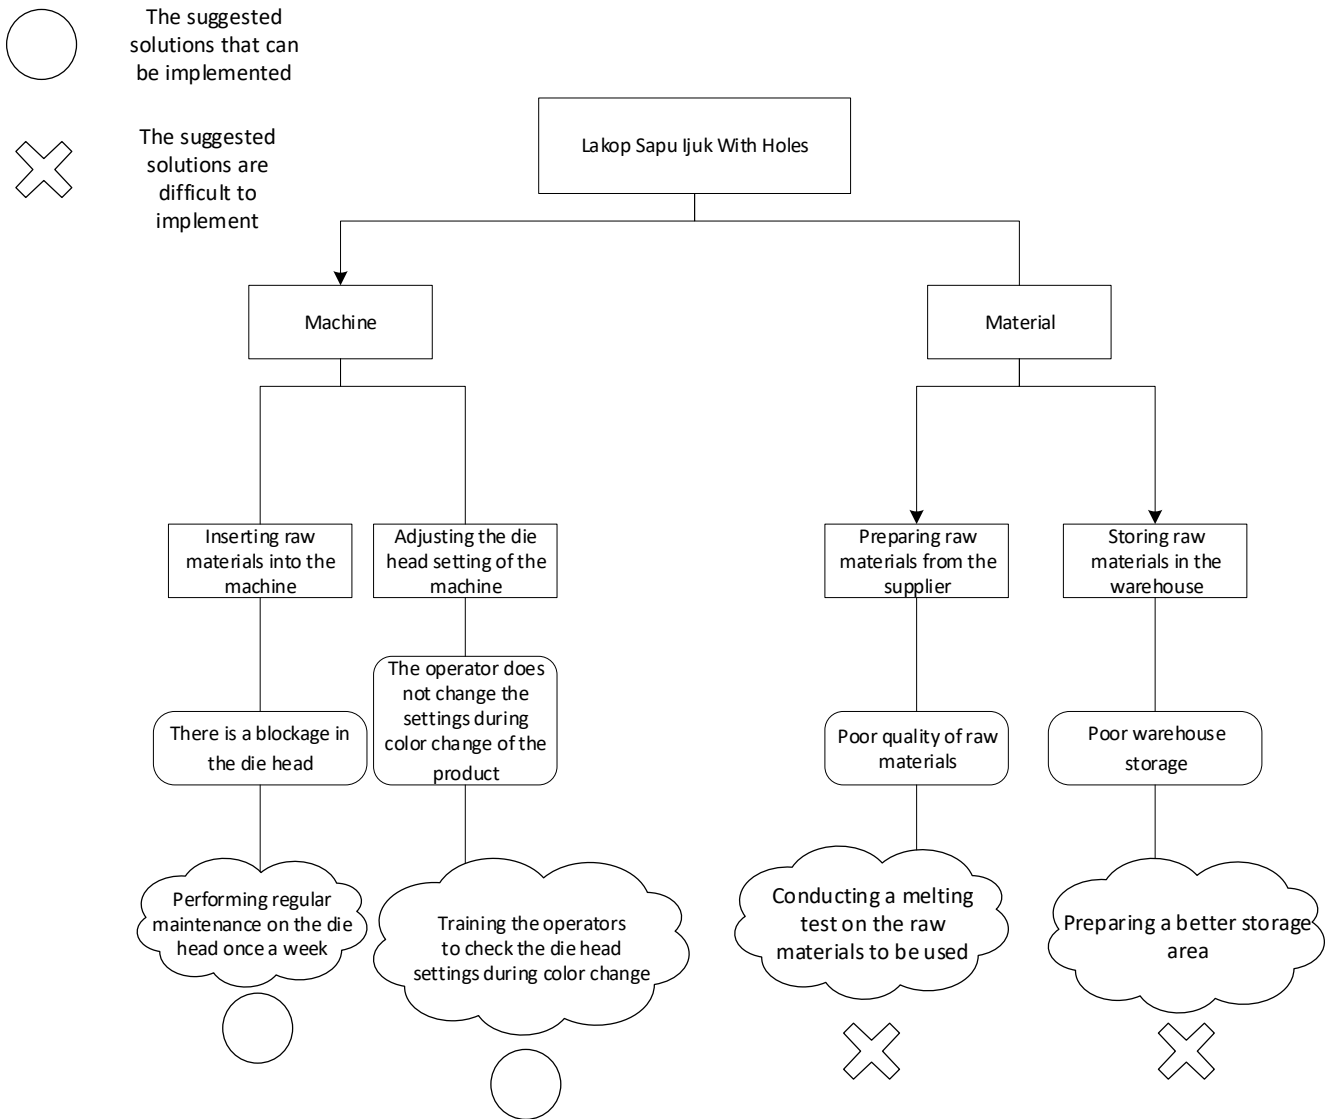 The suggested
solutions that can
be implemented
The suggested
solutions are
difficult to
implement
Lakop Sapu Ijuk With Holes
Machine
Material
Inserting raw
materials into the
machine
Adjusting the die
head setting of the
machine
Preparing raw
materials from the
supplier
Storing raw
materials in the
warehouse
There is a blockage in
the die head
The operator does
not change the
settings during
color change of the
product
Poor quality of raw
materials
Poor warehouse
storage
Performing regular
maintenance on the die
head once a week
Training the operators
to check the die head
settings during color change
Conducting a melting
test on the raw
materials to be used
Preparing a better storage
area